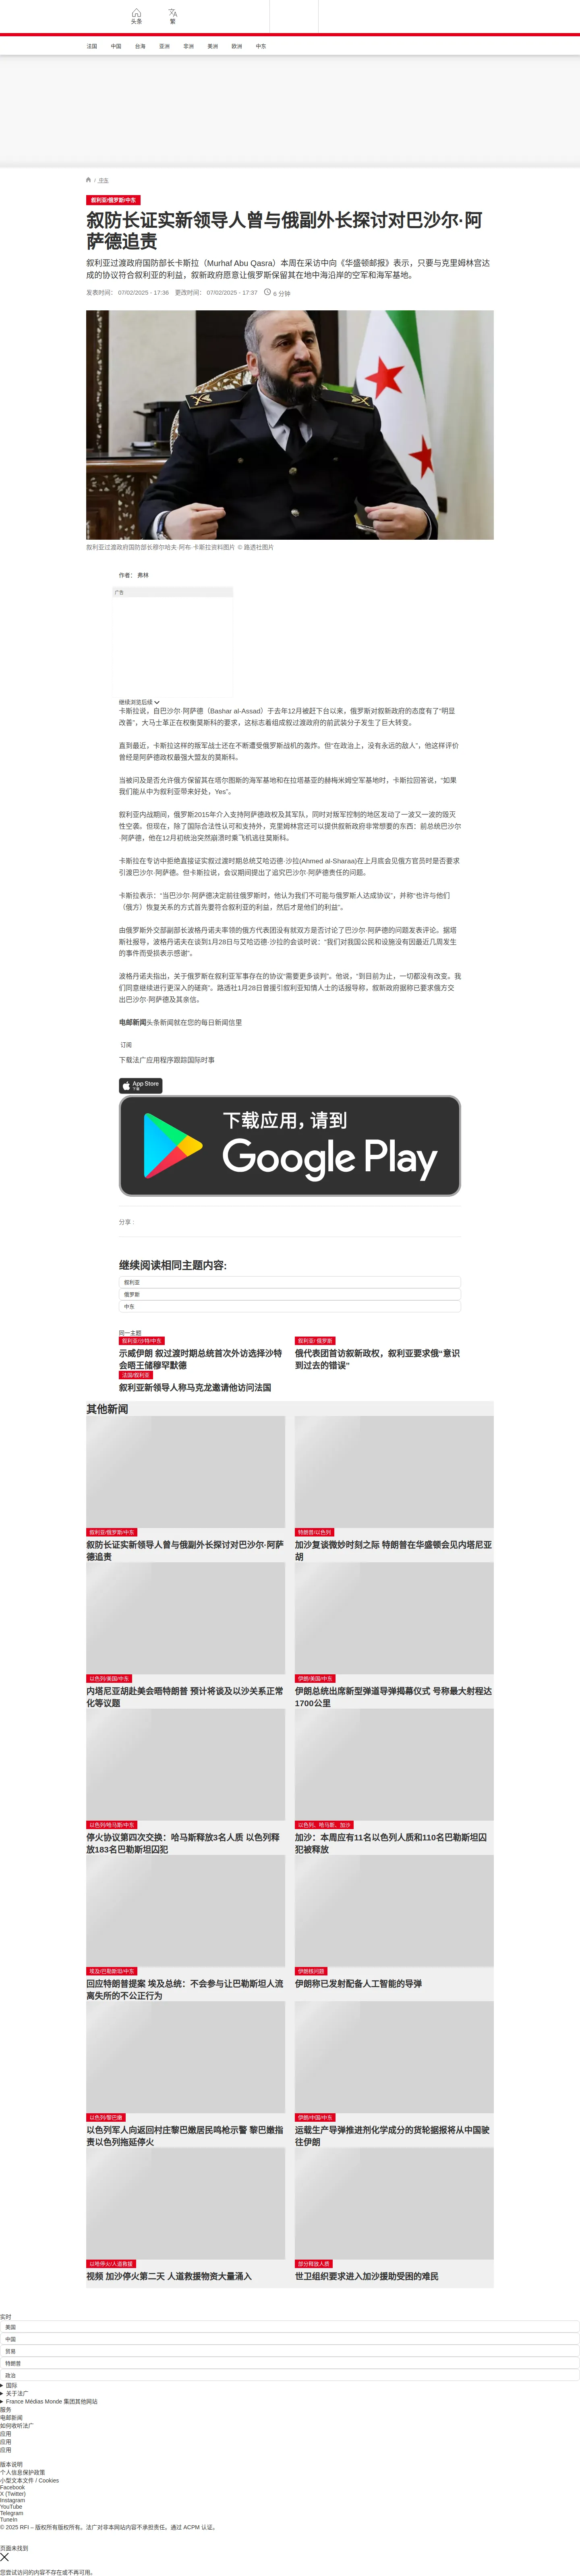 头条
繁
法国
中国
台海
亚洲
非洲
美洲
欧洲
中东
/ 中东
叙利亚/俄罗斯/中东
叙防长证实新领导人曾与俄副外长探讨对巴沙尔·阿
萨德追责
叙利亚过渡政府国防部长卡斯拉（Murhaf Abu Qasra）本周在采访中向《华盛顿邮报》表示，只要与克里姆林宫达
成的协议符合叙利亚的利益，叙新政府愿意让俄罗斯保留其在地中海沿岸的空军和海军基地。
发表时间： 07/02/2025 - 17:36 更改时间： 07/02/2025 - 17:37 6 分钟
叙利亚过渡政府国防部长穆尔哈夫·阿布·卡斯拉资料图片 © 路透社图片
作者： 弗林
广告
继续浏览后续
卡斯拉说，自巴沙尔·阿萨德（Bashar al-Assad）于去年12月被赶下台以来，俄罗斯对叙新政府的态度有了“明显
改善”，大马士革正在权衡莫斯科的要求，这标志着组成叙过渡政府的前武装分子发生了巨大转变。
直到最近，卡斯拉这样的叛军战士还在不断遭受俄罗斯战机的轰炸。但“在政治上，没有永远的敌人”，他这样评价
曾经是阿萨德政权最强大盟友的莫斯科。
当被问及是否允许俄方保留其在塔尔图斯的海军基地和在拉塔基亚的赫梅米姆空军基地时，卡斯拉回答说，“如果
我们能从中为叙利亚带来好处，Yes”。
叙利亚内战期间，俄罗斯2015年介入支持阿萨德政权及其军队，同时对叛军控制的地区发动了一波又一波的毁灭
性空袭。但现在，除了国际合法性认可和支持外，克里姆林宫还可以提供叙新政府非常想要的东西：前总统巴沙尔
·阿萨德，他在12月初统治突然崩溃时乘飞机逃往莫斯科。
卡斯拉在专访中拒绝直接证实叙过渡时期总统艾哈迈德·沙拉(Ahmed al-Sharaa)在上月底会见俄方官员时是否要求
引渡巴沙尔·阿萨德。但卡斯拉说，会议期间提出了追究巴沙尔·阿萨德责任的问题。
卡斯拉表示：“当巴沙尔·阿萨德决定前往俄罗斯时，他认为我们不可能与俄罗斯人达成协议”，并称“也许与他们
（俄方）恢复关系的方式首先要符合叙利亚的利益，然后才是他们的利益”。
由俄罗斯外交部副部长波格丹诺夫率领的俄方代表团没有就双方是否讨论了巴沙尔·阿萨德的问题发表评论。据塔
斯社报导，波格丹诺夫在谈到1月28日与艾哈迈德·沙拉的会谈时说：“我们对我国公民和设施没有因最近几周发生
的事件而受损表示感谢”。
波格丹诺夫指出，关于俄罗斯在叙利亚军事存在的协议“需要更多谈判”。他说，“到目前为止，一切都没有改变。我
们同意继续进行更深入的磋商”。路透社1月28日曾援引叙利亚知情人士的话报导称，叙新政府据称已要求俄方交
出巴沙尔·阿萨德及其亲信。
电邮新闻头条新闻就在您的每日新闻信里
订阅
下载法广应用程序跟踪国际时事
App Store
下载
下载应用，请到
Google Play
分享 :
继续阅读相同主题内容:
叙利亚
俄罗斯
中东
同一主题
叙利亚/沙特/中东
示威伊朗 叙过渡时期总统首次外访选择沙特
会晤王储穆罕默德
叙利亚/ 俄罗斯
俄代表团首访叙新政权，叙利亚要求俄“意识
到过去的错误”
法国/叙利亚
叙利亚新领导人称马克龙邀请他访问法国
其他新闻
叙利亚/俄罗斯/中东
叙防长证实新领导人曾与俄副外长探讨对巴沙尔·阿萨
德追责
特朗普/以色列
加沙复谈微妙时刻之际 特朗普在华盛顿会见内塔尼亚
胡
以色列/美国/中东
内塔尼亚胡赴美会晤特朗普 预计将谈及以沙关系正常
化等议题
伊朗/美国/中东
伊朗总统出席新型弹道导弹揭幕仪式 号称最大射程达
1700公里
以色列/哈马斯/中东
停火协议第四次交换：哈马斯释放3名人质 以色列释
放183名巴勒斯坦囚犯
以色列、哈马斯、加沙
加沙：本周应有11名以色列人质和110名巴勒斯坦囚
犯被释放
埃及/巴勒斯坦/中东
回应特朗普提案 埃及总统：不会参与让巴勒斯坦人流
离失所的不公正行为
伊朗核问题
伊朗称已发射配备人工智能的导弹
以色列/黎巴嫩
以色列军人向返回村庄黎巴嫩居民鸣枪示警 黎巴嫩指
责以色列拖延停火
伊朗/中国/中东
运载生产导弹推进剂化学成分的货轮据报将从中国驶
往伊朗
以哈停火/人道救援
视频 加沙停火第二天 人道救援物资大量涌入
部分释放人质
世卫组织要求进入加沙援助受困的难民
实时
美国
中国
贸易
特朗普
政治
国际
关于法广
France Médias Monde 集团其他网站
服务
电邮新闻
如何收听法广
应用
应用
应用
版本说明
个人信息保护政策
小型文本文件 / Cookies
Facebook
X (Twitter)
Instagram
YouTube
Telegram
TuneIn
© 2025 RFI – 版权所有版权所有。法广对非本网站内容不承担责任。通过 ACPM 认证。
页面未找到
您尝试访问的内容不存在或不再可用。